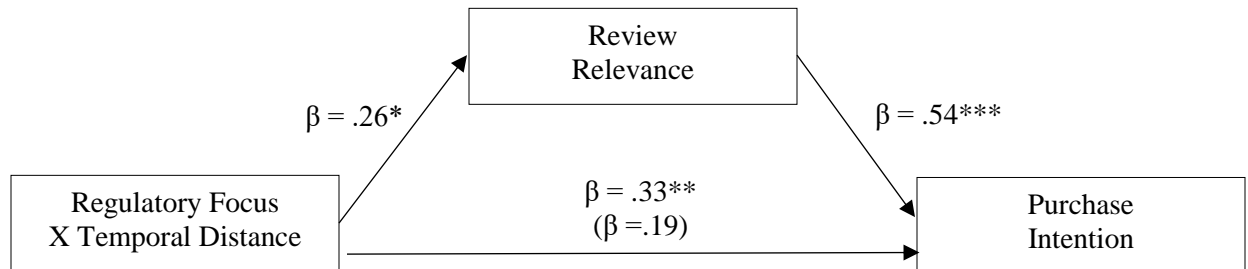 Review
Relevance
β = .26*
β = .54***
Regulatory Focus
X Temporal Distance
β = .33**
(β =.19)
Purchase
Intention